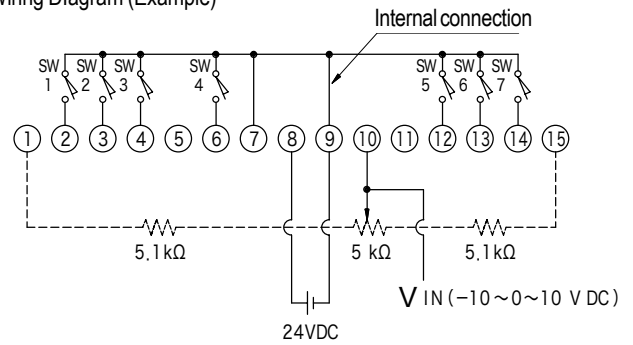 Wiring Diagram (Example)
Internal connection
SW 1
SW 2
SW 3
SW 4
SW 5
SW 6
SW 7
1 2 3 4 5 6 7 8 9 10 11 12 13 14 15
5.1kΩ
5 kΩ
5.1kΩ
V IN (−10～0～10 V DC)
24VDC